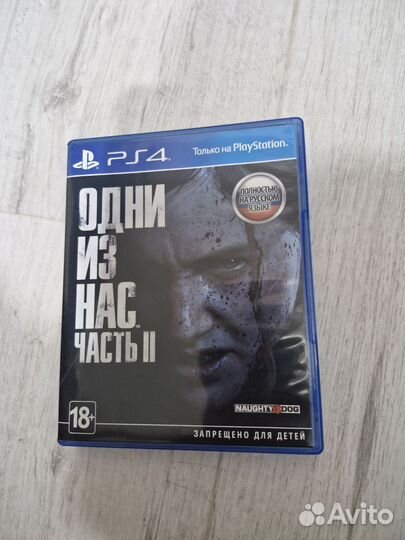 PS4
Только на PlayStation
ПОЛНОСТЬЮ
НА РУССКОМ
ЯЗЫКЕ
ОДНИ
ИЗ
НАС
ЧАСТЬ II
NAUGHTY DOG
18+
ЗАПРЕЩЕНО ДЛЯ ДЕТЕЙ
Avito